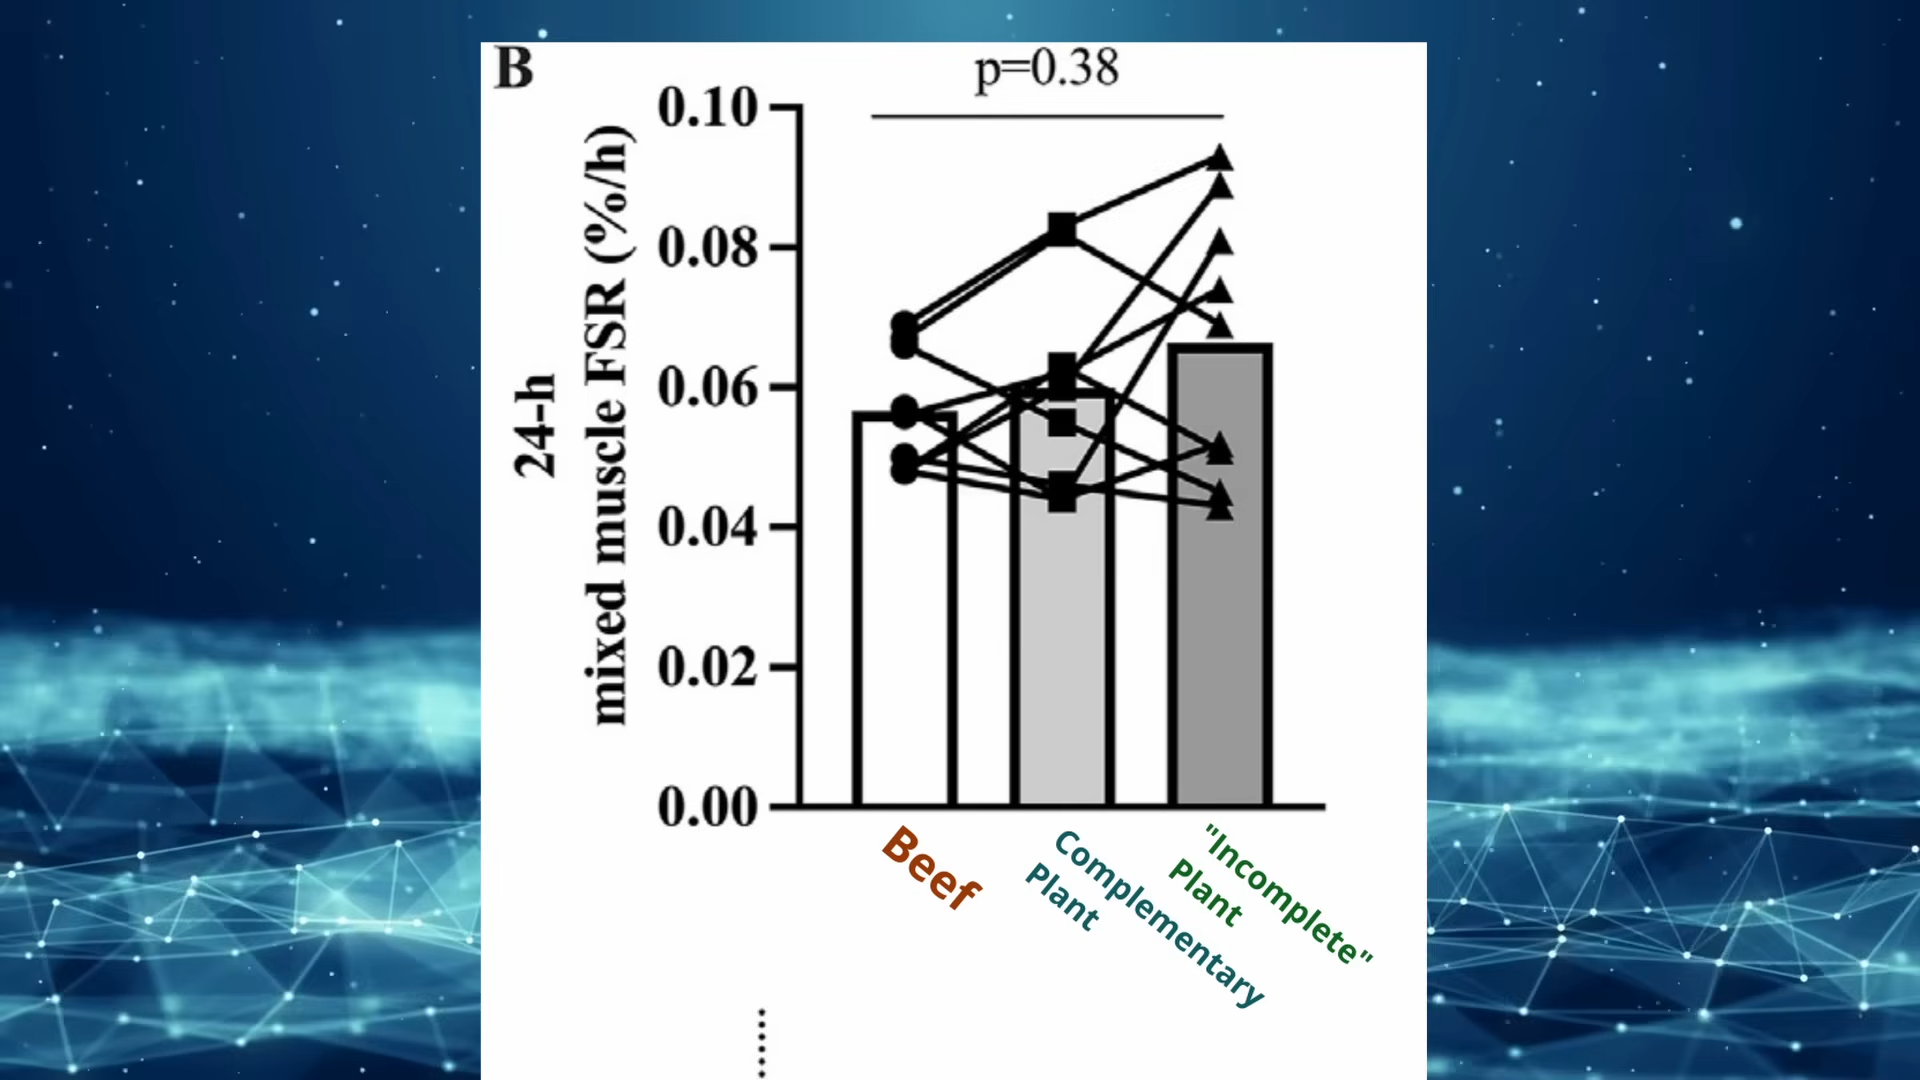 B
p=0.38
0.10
0.08
0.06
0.04
0.02
0.00
24-h
mixed muscle FSR (%/h)
Beef
Complementary
Plant
"Incomplete"
Plant